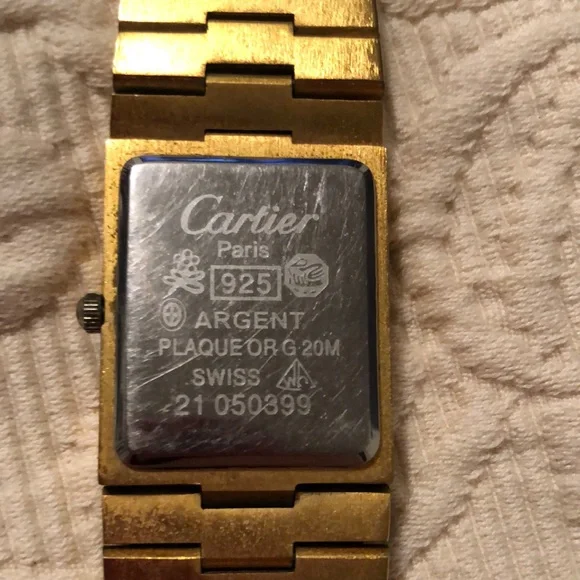 Cartier
Paris
925
ARGENT
PLAQUE OR G 20M
SWISS
21 050399